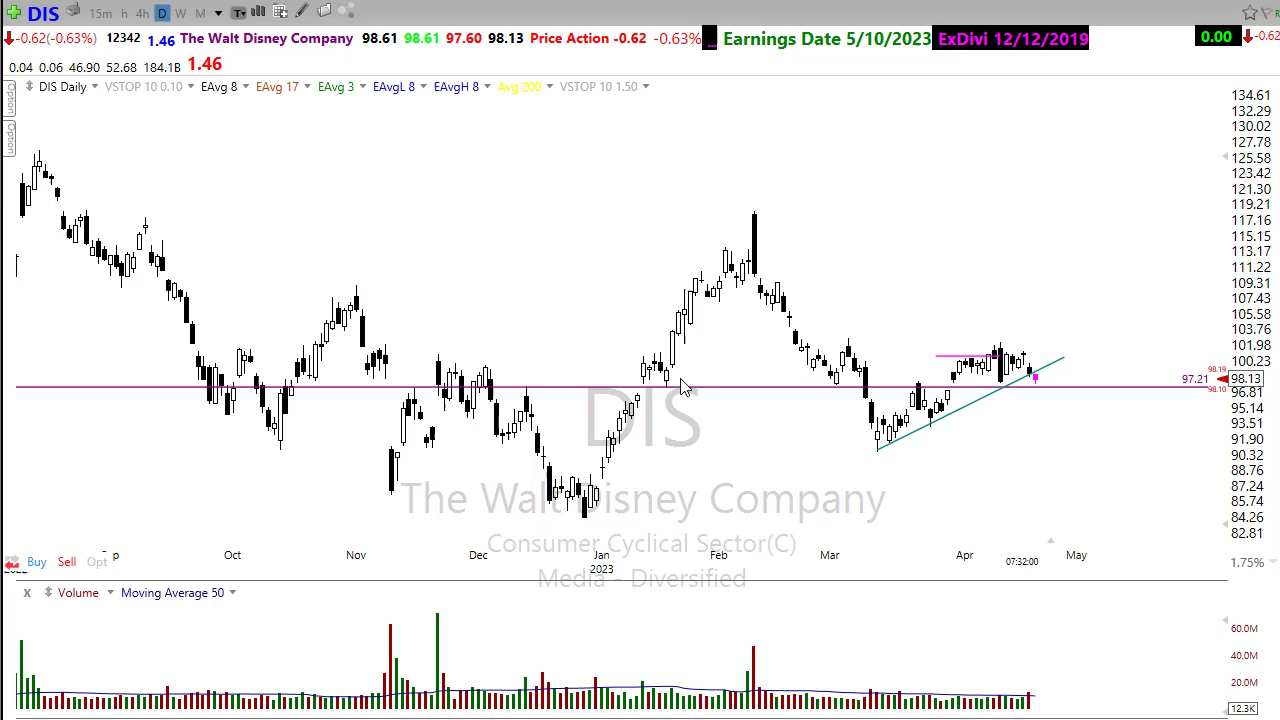 DIS 15m h 4h D W M T
-0.62(-0.63%) 12342 1.46 The Walt Disney Company 98.61 98.61 97.60 98.13 Price Action -0.62 -0.63% ... Earnings Date 5/10/2023 ExDivi 12/12/2019 0.00 -0.62
0.04 0.06 46.90 52.68 184.1B 1.46
DIS Daily VSTOP 10 0.10 EAvg 8 EAvg 17 EAvg 3 EAvgL 8 EAvgH 8 Avg 200 VSTOP 10 1.50
Option
Option
134.61
132.29
130.02
127.78
125.58
123.42
121.30
119.21
117.16
115.15
113.17
111.22
109.31
107.43
105.58
103.76
101.98
100.23
98.19
97.21 98.13
98.10
96.81
95.14
93.51
91.90
90.32
88.76
87.24
85.74
84.26
82.81
DIS
The Walt Disney Company
Consumer Cyclical Sector(C)
Media - Diversified
Oct Nov Dec Jan Feb Mar Apr May
2023 07:32:00
Buy Sell Opt 1.75%
x Volume Moving Average 50
60.0M
40.0M
20.0M
12.3K